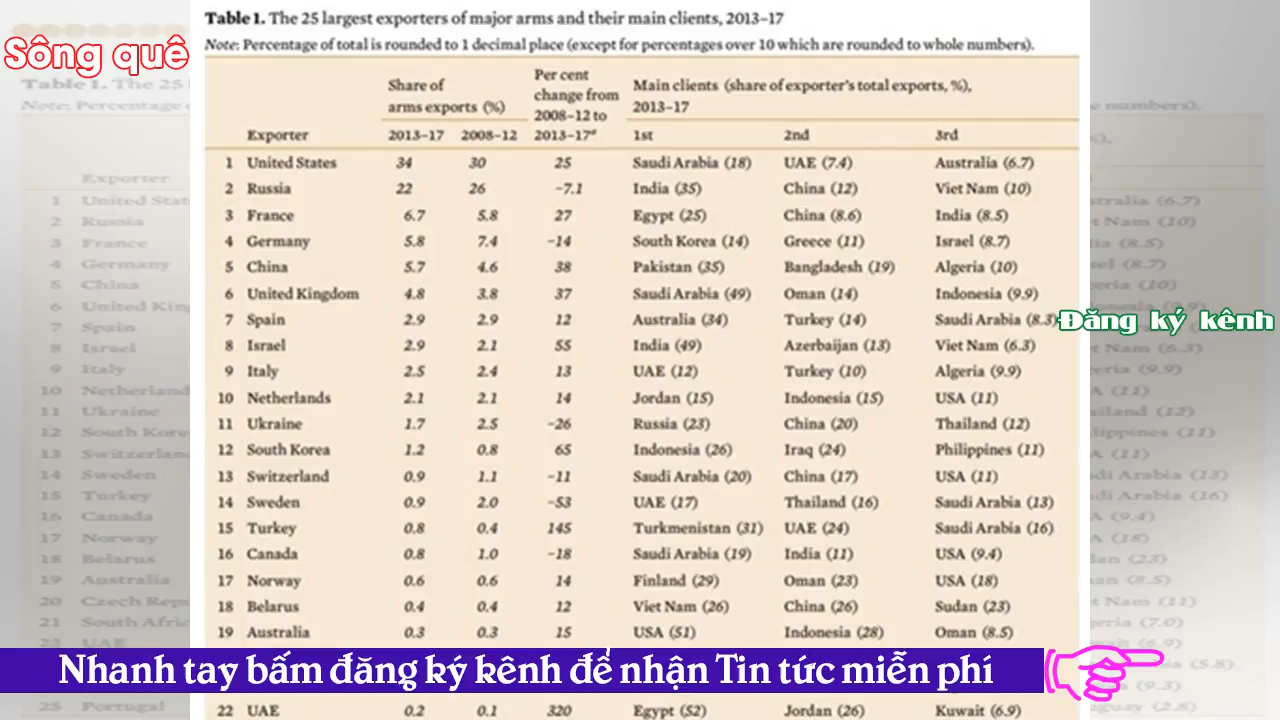 Sông quê
Table 1. The 25 largest exporters of major arms and their main clients, 2013–17
Note: Percentage of total is rounded to 1 decimal place (except for percentages over 10 which are rounded to whole numbers).
Share of arms exports (%)
Per cent change from 2008–12 to 2013–17ª
Main clients (share of exporter's total exports, %), 2013–17
Exporter 2013–17 2008–12 1st 2nd 3rd
1 United States 34 30 25 Saudi Arabia (18) UAE (7.4) Australia (6.7)
2 Russia 22 26 –7.1 India (35) China (12) Viet Nam (10)
3 France 6.7 5.8 27 Egypt (25) China (8.6) India (8.5)
4 Germany 5.8 7.4 –14 South Korea (14) Greece (11) Israel (8.7)
5 China 5.7 4.6 38 Pakistan (35) Bangladesh (19) Algeria (10)
6 United Kingdom 4.8 3.8 37 Saudi Arabia (49) Oman (14) Indonesia (9.9)
7 Spain 2.9 2.9 12 Australia (34) Turkey (14) Saudi Arabia (8.3)
Đăng ký kênh
8 Israel 2.9 2.1 55 India (49) Azerbaijan (13) Viet Nam (6.3)
9 Italy 2.5 2.4 13 UAE (12) Turkey (10) Algeria (9.9)
10 Netherlands 2.1 2.1 14 Jordan (15) Indonesia (15) USA (11)
11 Ukraine 1.7 2.5 –26 Russia (23) China (20) Thailand (12)
12 South Korea 1.2 0.8 65 Indonesia (26) Iraq (24) Philippines (11)
13 Switzerland 0.9 1.1 –11 Saudi Arabia (20) China (17) USA (11)
14 Sweden 0.9 2.0 –53 UAE (17) Thailand (16) Saudi Arabia (13)
15 Turkey 0.8 0.4 145 Turkmenistan (31) UAE (24) Saudi Arabia (16)
16 Canada 0.8 1.0 –18 Saudi Arabia (19) India (11) USA (9.4)
17 Norway 0.6 0.6 14 Finland (29) Oman (23) USA (18)
18 Belarus 0.4 0.4 12 Viet Nam (26) China (26) Sudan (23)
19 Australia 0.3 0.3 15 USA (51) Indonesia (28) Oman (8.5)
Nhanh tay bấm đăng ký kênh để nhận Tin tức miễn phí
22 UAE 0.2 0.1 320 Egypt (52) Jordan (26) Kuwait (6.9)